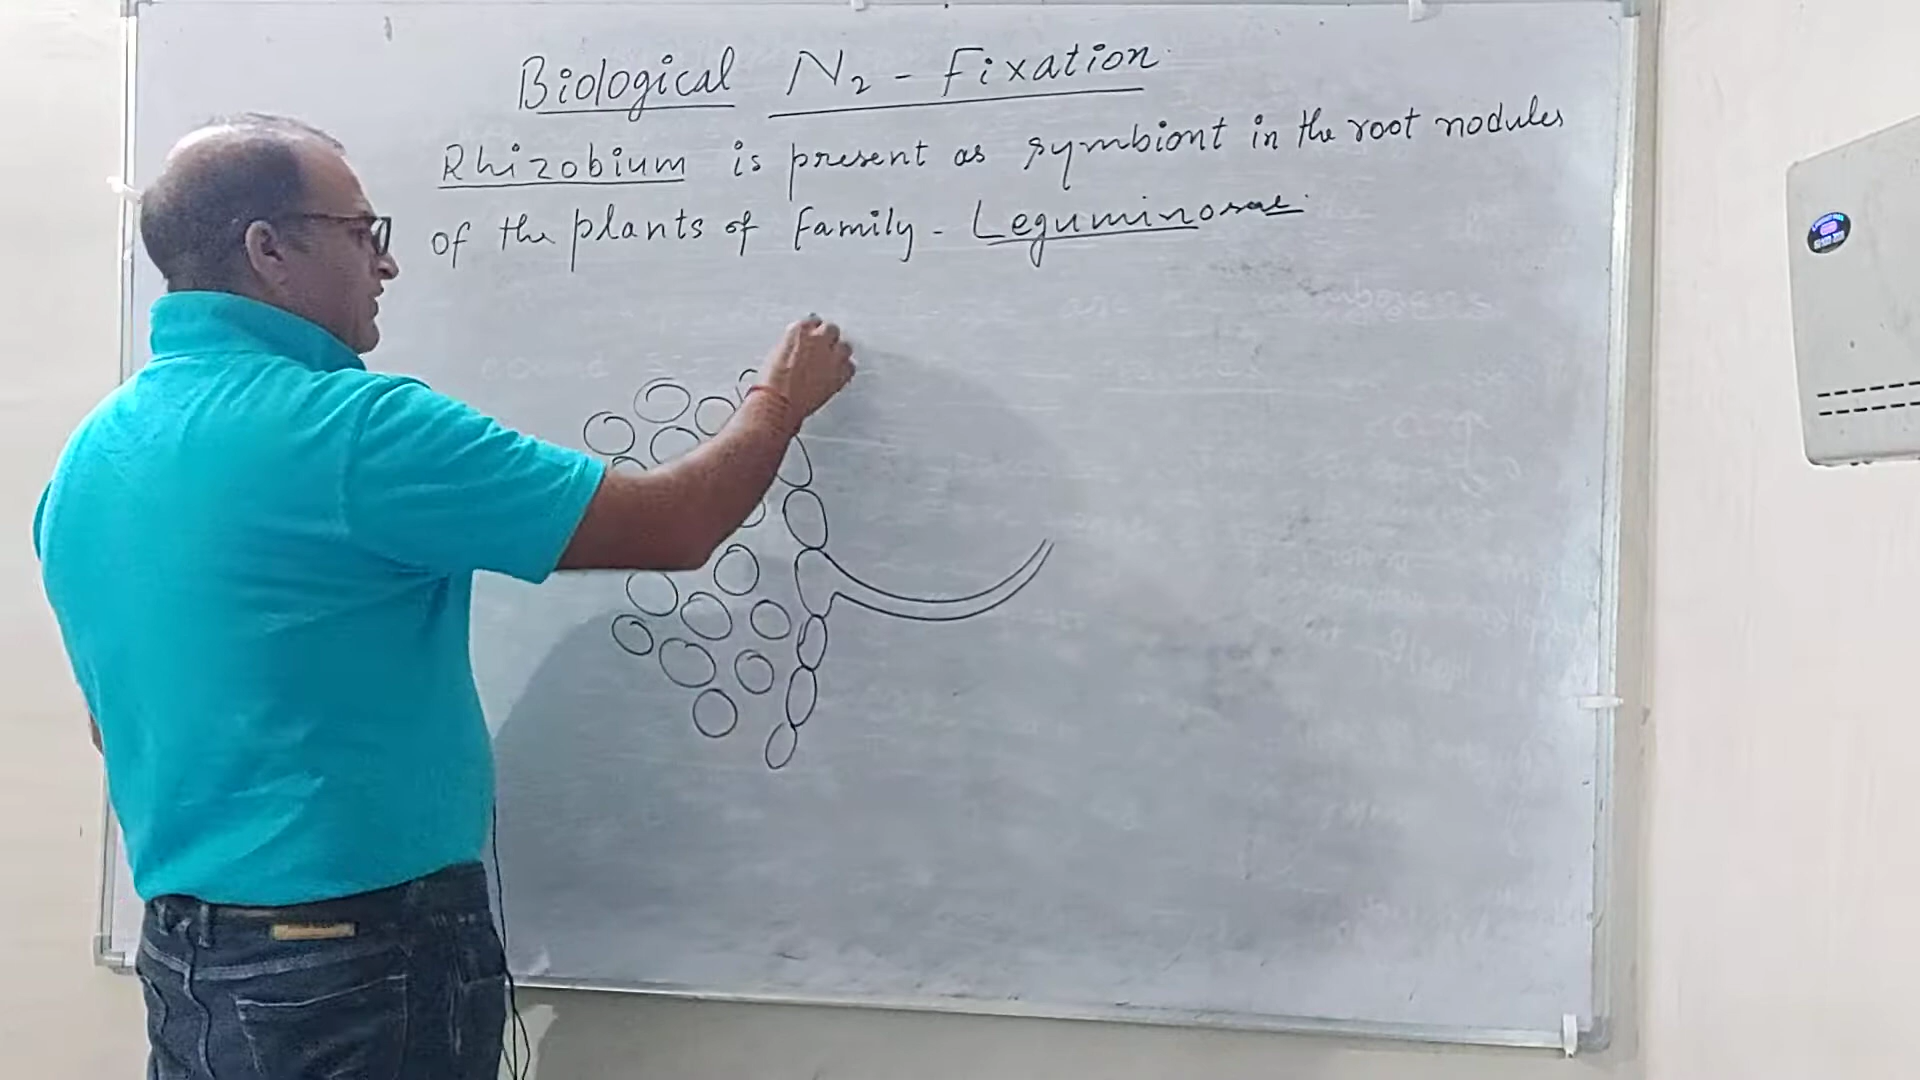 Biological N₂ - Fixation
Rhizobium is present as symbiont in the root nodules
of the plants of Family - Leguminosae.